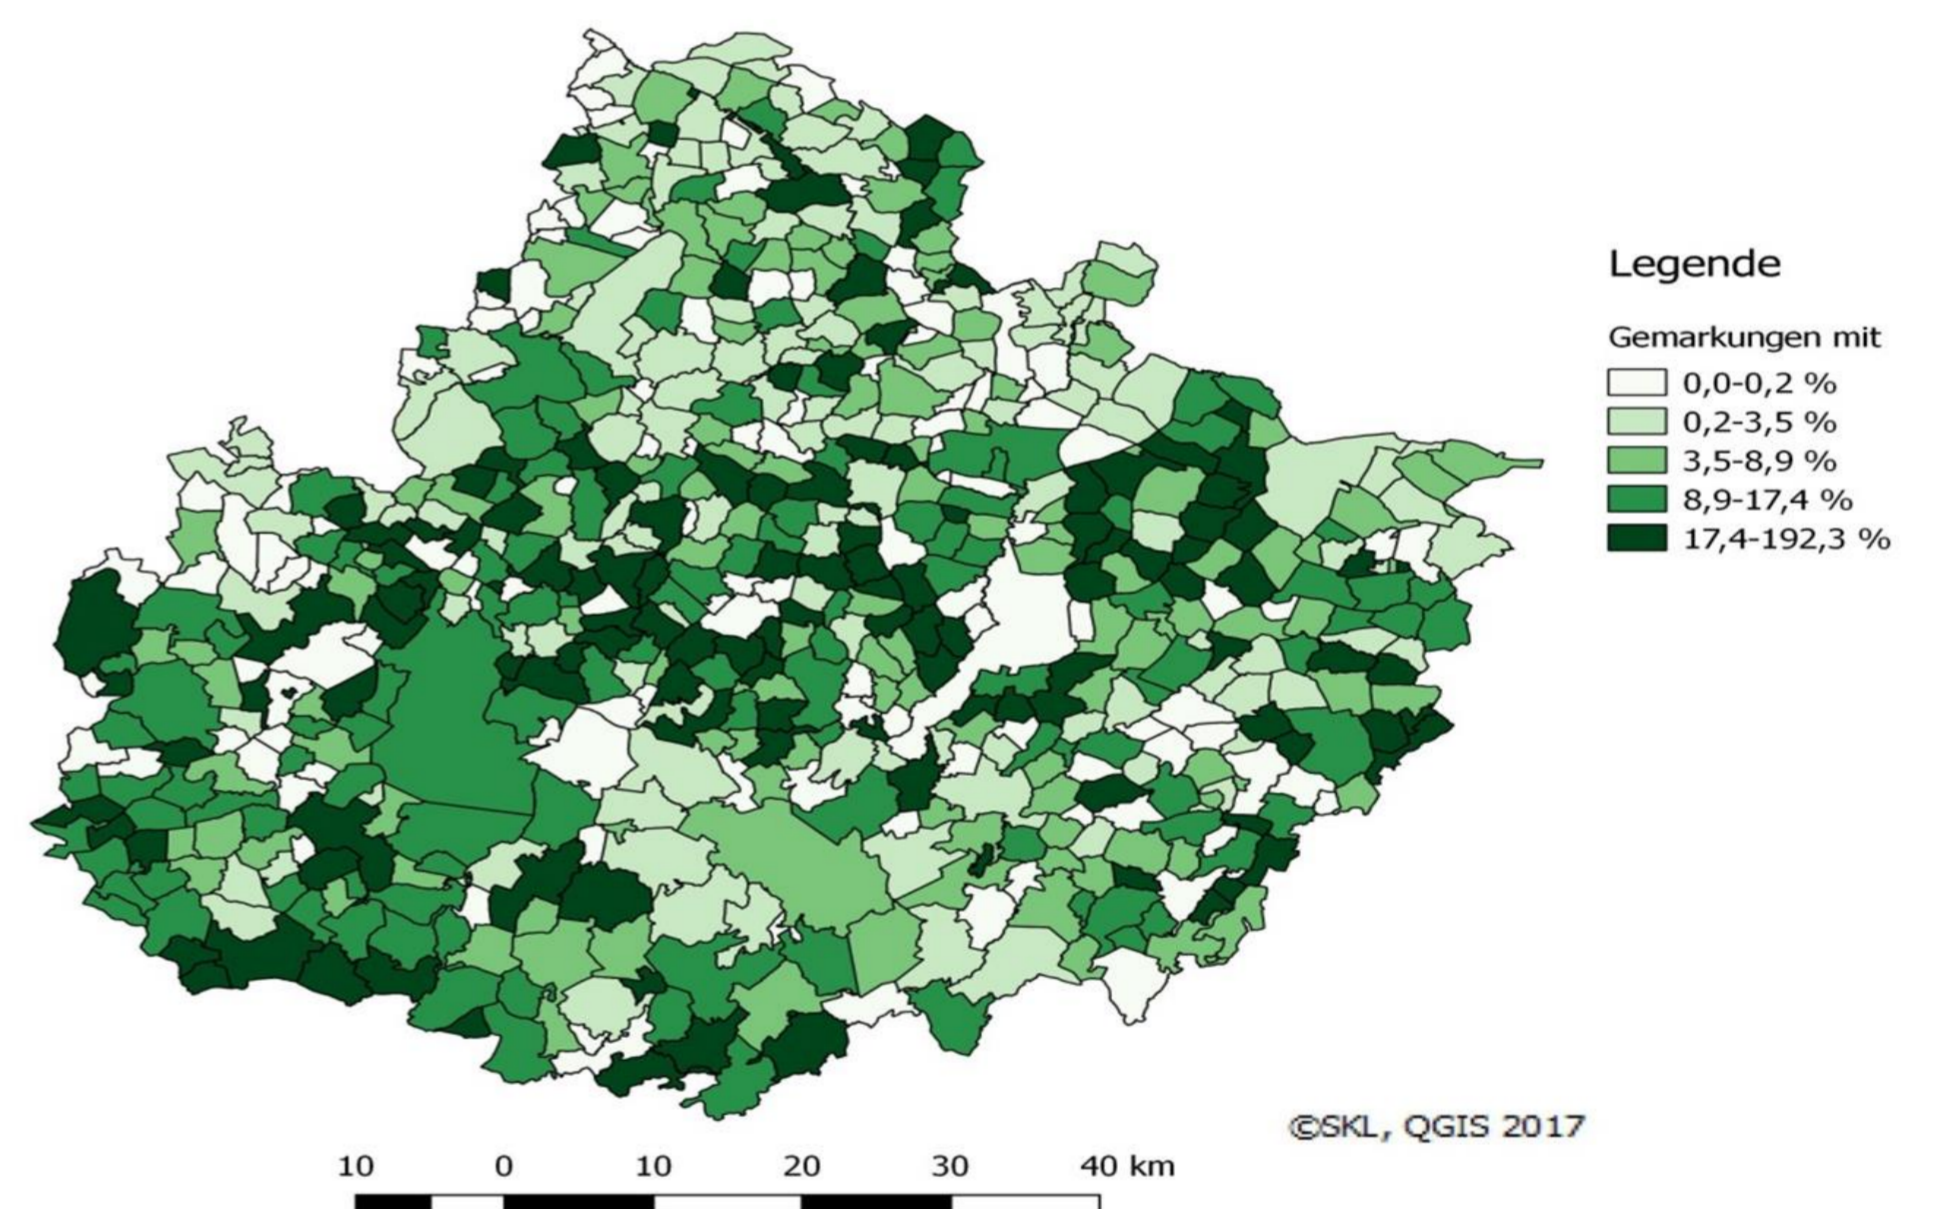 Legende
Gemarkungen mit
0,0-0,2 %
0,2-3,5 %
3,5-8,9 %
8,9-17,4 %
17,4-192,3 %
©SKL, QGIS 2017
10 0 10 20 30 40 km